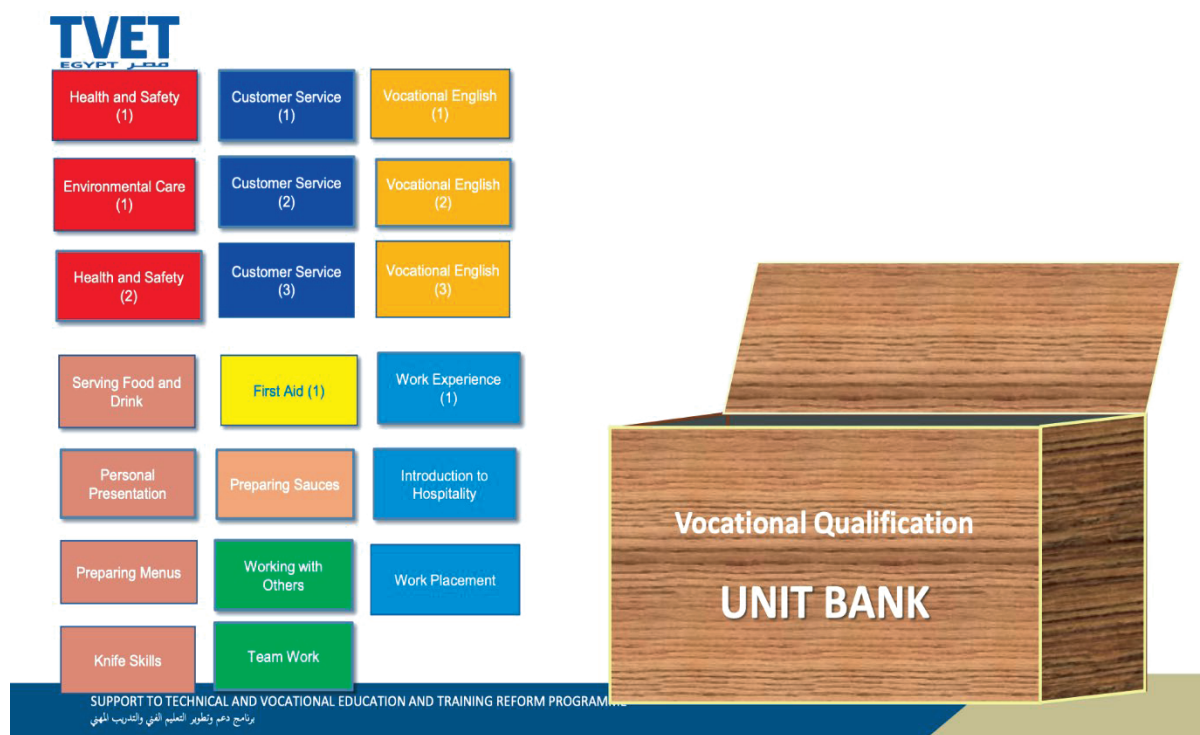 TVET
EGYPT مصر
Health and Safety
(1)
Customer Service
(1)
Vocational English
(1)
Environmental Care
(1)
Customer Service
(2)
Vocational English
(2)
Health and Safety
(2)
Customer Service
(3)
Vocational English
(3)
Serving Food and
Drink
First Aid (1)
Work Experience
(1)
Personal
Presentation
Preparing Sauces
Introduction to
Hospitality
Preparing Menus
Working with
Others
Work Placement
Knife Skills
Team Work
Vocational Qualification
UNIT BANK
SUPPORT TO TECHNICAL AND VOCATIONAL EDUCATION AND TRAINING REFORM PROGRAMME
برنامج دعم وتطوير التعليم الفني والتدريب المهني